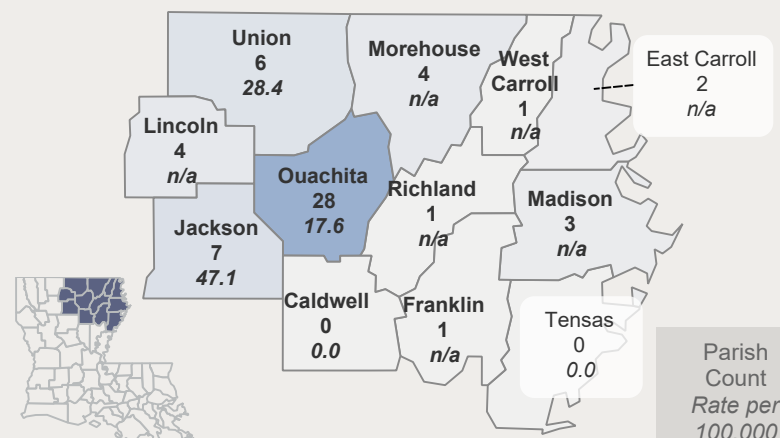 Union
6
28.4
Morehouse
4
n/a
West
Carroll
1
n/a
East Carroll
2
n/a
Lincoln
4
n/a
Ouachita
28
17.6
Richland
1
n/a
Madison
3
n/a
Jackson
7
47.1
Caldwell
0
0.0
Franklin
1
n/a
Tensas
0
0.0
Parish
Count
Rate per
100,000